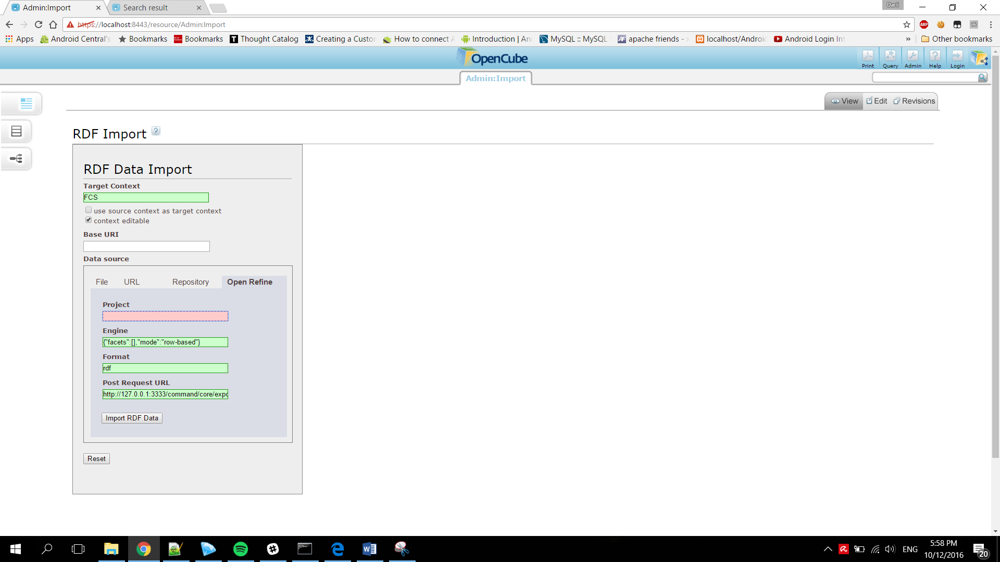 Admin:Import
Search result
Darli
https://localhost:8443/resource/Admin:Import
ABP
Apps
Android Central's
Bookmarks
Bookmarks
Thought Catalog
Creating a Custor
How to connect
Introduction | An
MySQL :: MySQL
apache friends -
localhost/Androic
Android Login Int
»
Other bookmarks
OpenCube
Print
Query
Admin
Help
Login
Admin:Import
View
Edit
Revisions
RDF Import ?
RDF Data Import
Target Context
FCS
use source context as target context
context editable
Base URI
Data source
File
URL
Repository
Open Refine
Project
Engine
{"facets":[],"mode":"row-based"}
Format
rdf
Post Request URL
http://127.0.0.1:3333/command/core/expo
Import RDF Data
Reset
ENG
5:58 PM
10/12/2016
20